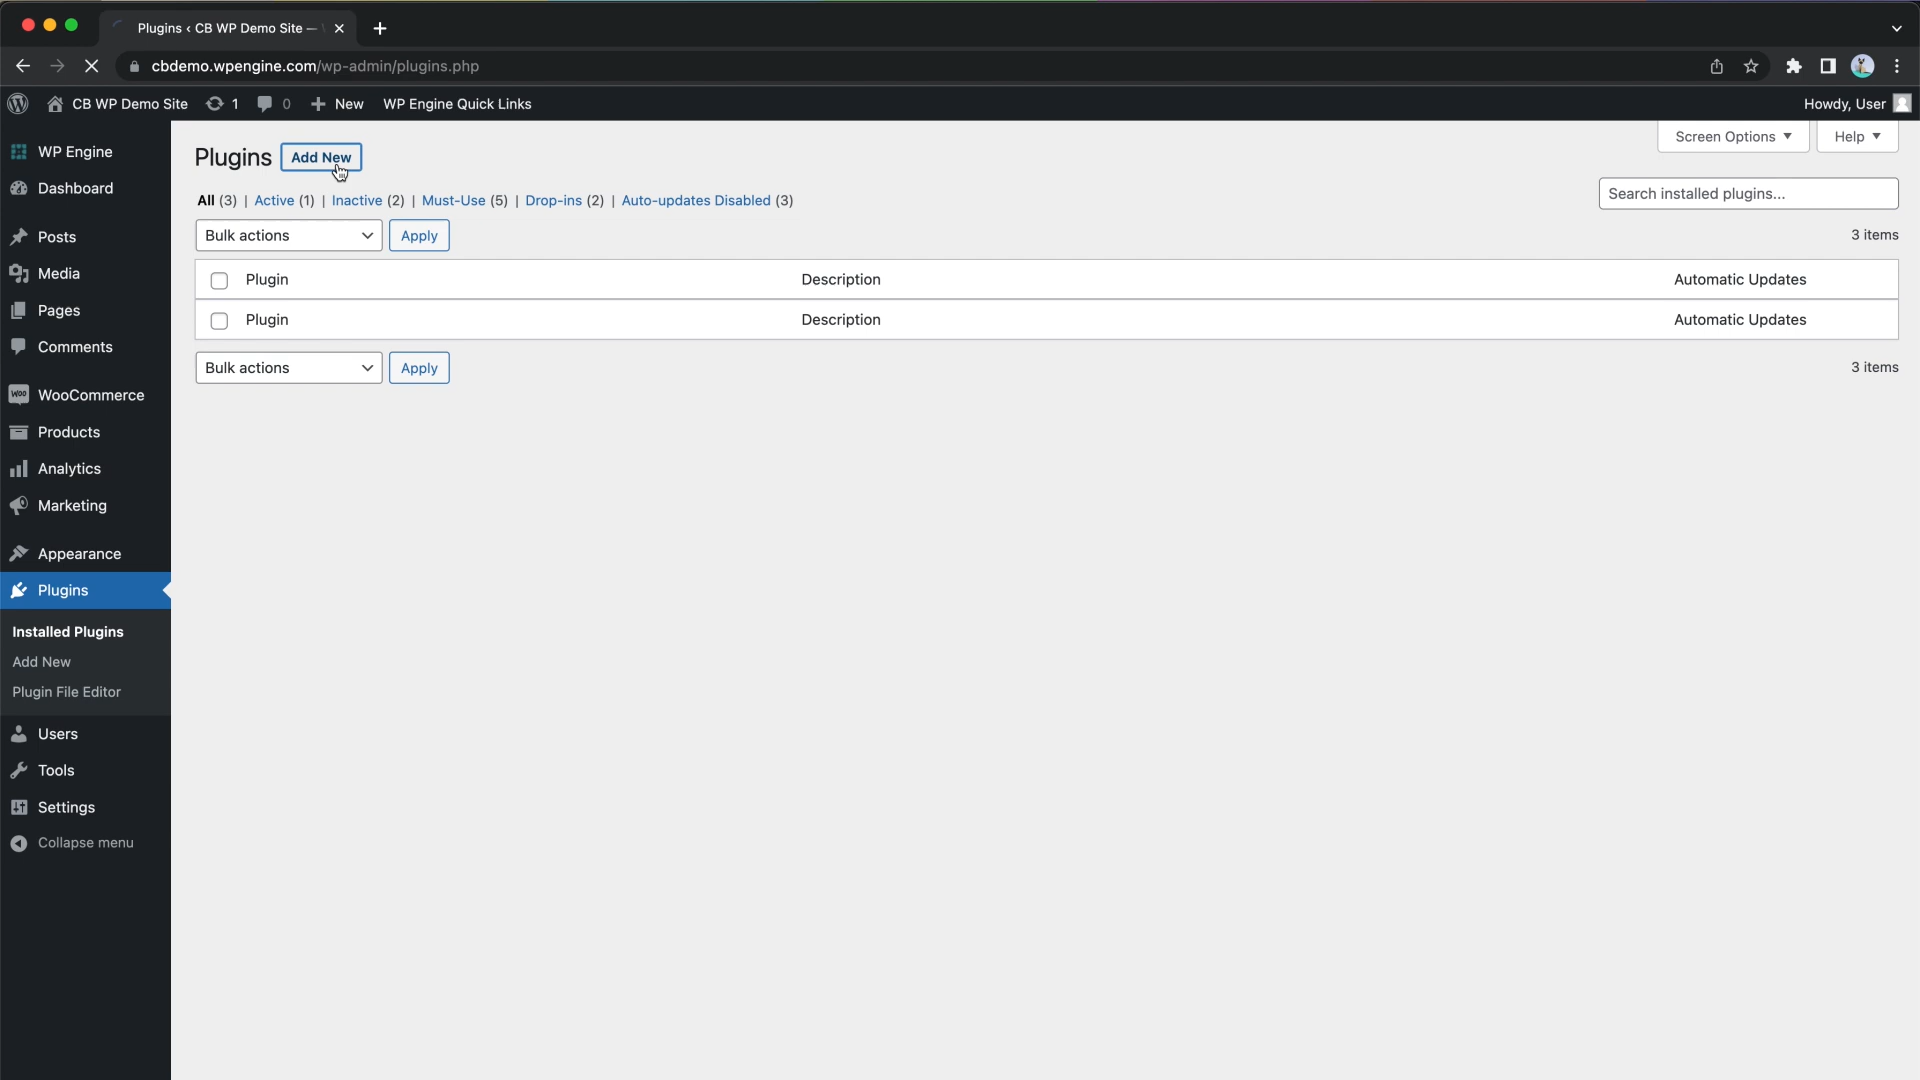 Plugins ‹ CB WP Demo Site —
cbdemo.wpengine.com/wp-admin/plugins.php
CB WP Demo Site 1 0 New WP Engine Quick Links Howdy, User
WP Engine
Dashboard
Posts
Media
Pages
Comments
WooCommerce
Products
Analytics
Marketing
Appearance
Plugins
Installed Plugins
Add New
Plugin File Editor
Users
Tools
Settings
Collapse menu
Screen Options Help
Plugins Add New
All (3) | Active (1) | Inactive (2) | Must-Use (5) | Drop-ins (2) | Auto-updates Disabled (3)
Search installed plugins...
Bulk actions Apply 3 items
Plugin Description Automatic Updates
Plugin Description Automatic Updates
Bulk actions Apply 3 items